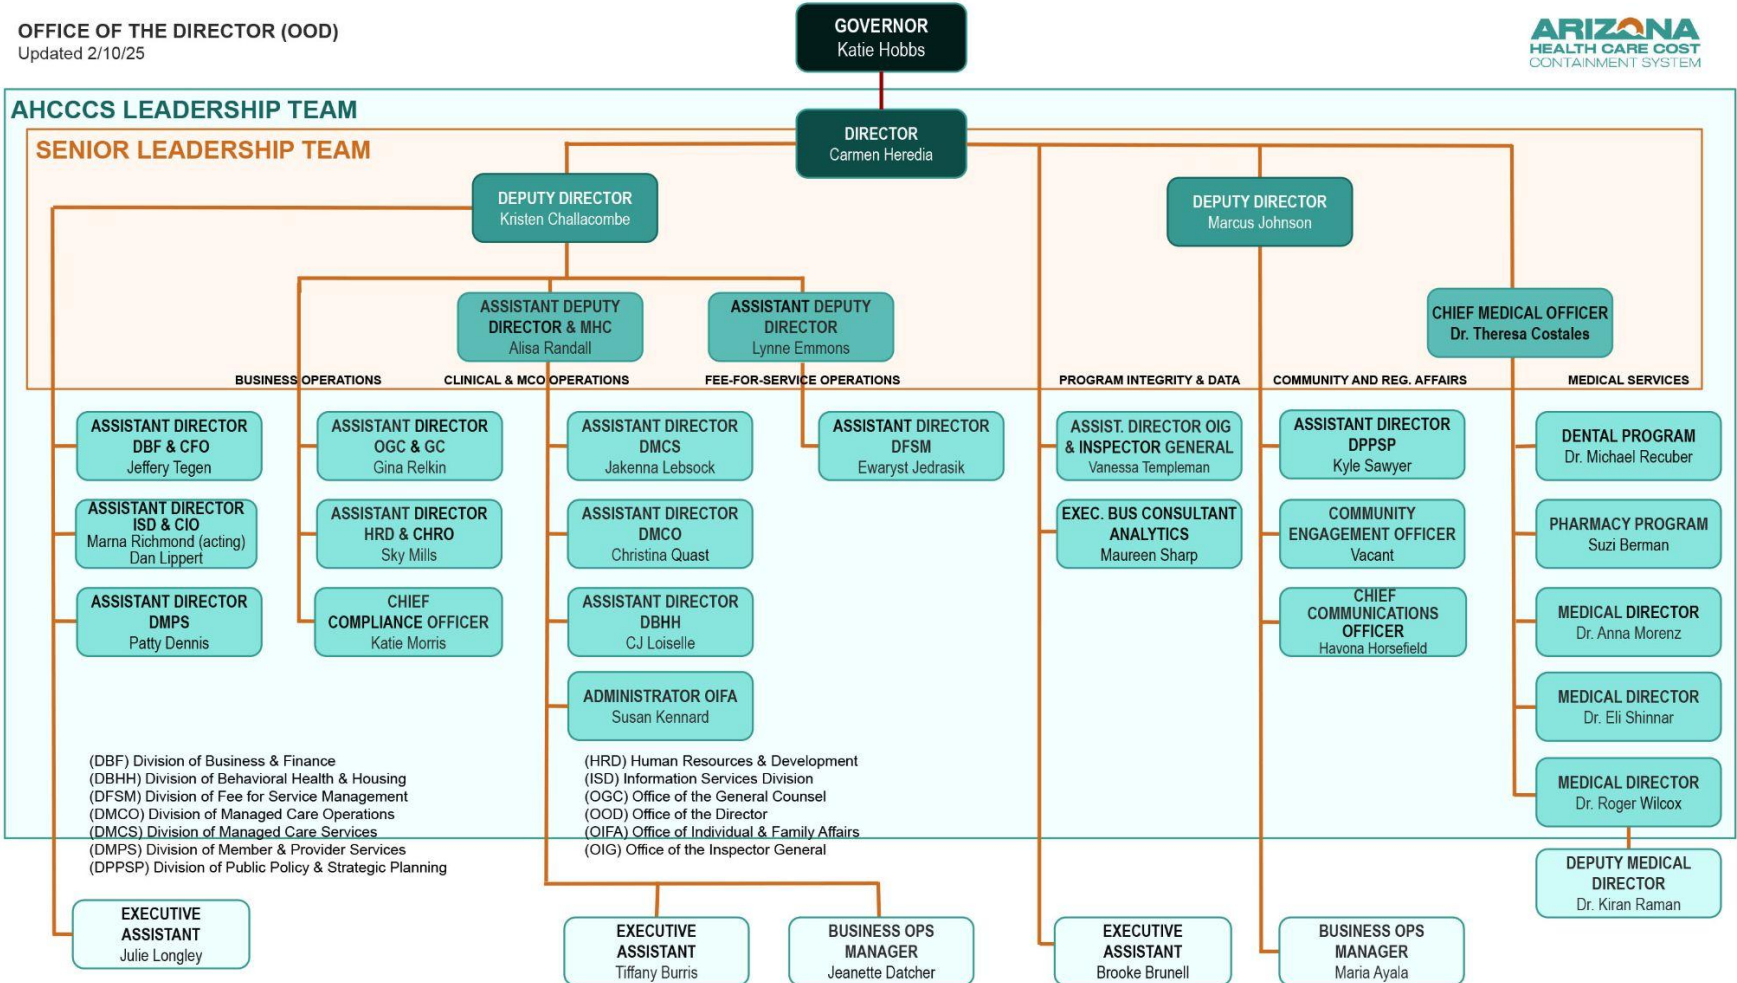 OFFICE OF THE DIRECTOR (OOD)
Updated 2/10/25
GOVERNOR
Katie Hobbs
ARIZONA
HEALTH CARE COST
CONTAINMENT SYSTEM
AHCCCS LEADERSHIP TEAM
SENIOR LEADERSHIP TEAM
DIRECTOR
Carmen Heredia
DEPUTY DIRECTOR
Kristen Challacombe
DEPUTY DIRECTOR
Marcus Johnson
ASSISTANT DEPUTY
DIRECTOR & MHC
Alisa Randall
ASSISTANT DEPUTY
DIRECTOR
Lynne Emmons
CHIEF MEDICAL OFFICER
Dr. Theresa Costales
BUSINESS OPERATIONS
CLINICAL & MCO OPERATIONS
FEE-FOR-SERVICE OPERATIONS
PROGRAM INTEGRITY & DATA
COMMUNITY AND REG. AFFAIRS
MEDICAL SERVICES
ASSISTANT DIRECTOR
DBF & CFO
Jeffery Tegen
ASSISTANT DIRECTOR
OGC & GC
Gina Relkin
ASSISTANT DIRECTOR
DMCS
Jakenna Lebsock
ASSISTANT DIRECTOR
DFSM
Ewaryst Jedrasik
ASSIST. DIRECTOR OIG
& INSPECTOR GENERAL
Vanessa Templeman
ASSISTANT DIRECTOR
DPPSP
Kyle Sawyer
DENTAL PROGRAM
Dr. Michael Recuber
ASSISTANT DIRECTOR
ISD & CIO
Marna Richmond (acting)
Dan Lippert
ASSISTANT DIRECTOR
HRD & CHRO
Sky Mills
ASSISTANT DIRECTOR
DMCO
Christina Quast
EXEC. BUS CONSULTANT
ANALYTICS
Maureen Sharp
COMMUNITY
ENGAGEMENT OFFICER
Vacant
PHARMACY PROGRAM
Suzi Berman
ASSISTANT DIRECTOR
DMPS
Patty Dennis
CHIEF
COMPLIANCE OFFICER
Katie Morris
ASSISTANT DIRECTOR
DBHH
CJ Loiselle
CHIEF
COMMUNICATIONS
OFFICER
Havona Horsefield
MEDICAL DIRECTOR
Dr. Anna Morenz
ADMINISTRATOR OIFA
Susan Kennard
MEDICAL DIRECTOR
Dr. Eli Shinnar
MEDICAL DIRECTOR
Dr. Roger Wilcox
(DBF) Division of Business & Finance
(DBHH) Division of Behavioral Health & Housing
(DFSM) Division of Fee for Service Management
(DMCO) Division of Managed Care Operations
(DMCS) Division of Managed Care Services
(DMPS) Division of Member & Provider Services
(DPPSP) Division of Public Policy & Strategic Planning
(HRD) Human Resources & Development
(ISD) Information Services Division
(OGC) Office of the General Counsel
(OOD) Office of the Director
(OIFA) Office of Individual & Family Affairs
(OIG) Office of the Inspector General
DEPUTY MEDICAL
DIRECTOR
Dr. Kiran Raman
EXECUTIVE
ASSISTANT
Julie Longley
EXECUTIVE
ASSISTANT
Tiffany Burris
BUSINESS OPS
MANAGER
Jeanette Datcher
EXECUTIVE
ASSISTANT
Brooke Brunell
BUSINESS OPS
MANAGER
Maria Ayala